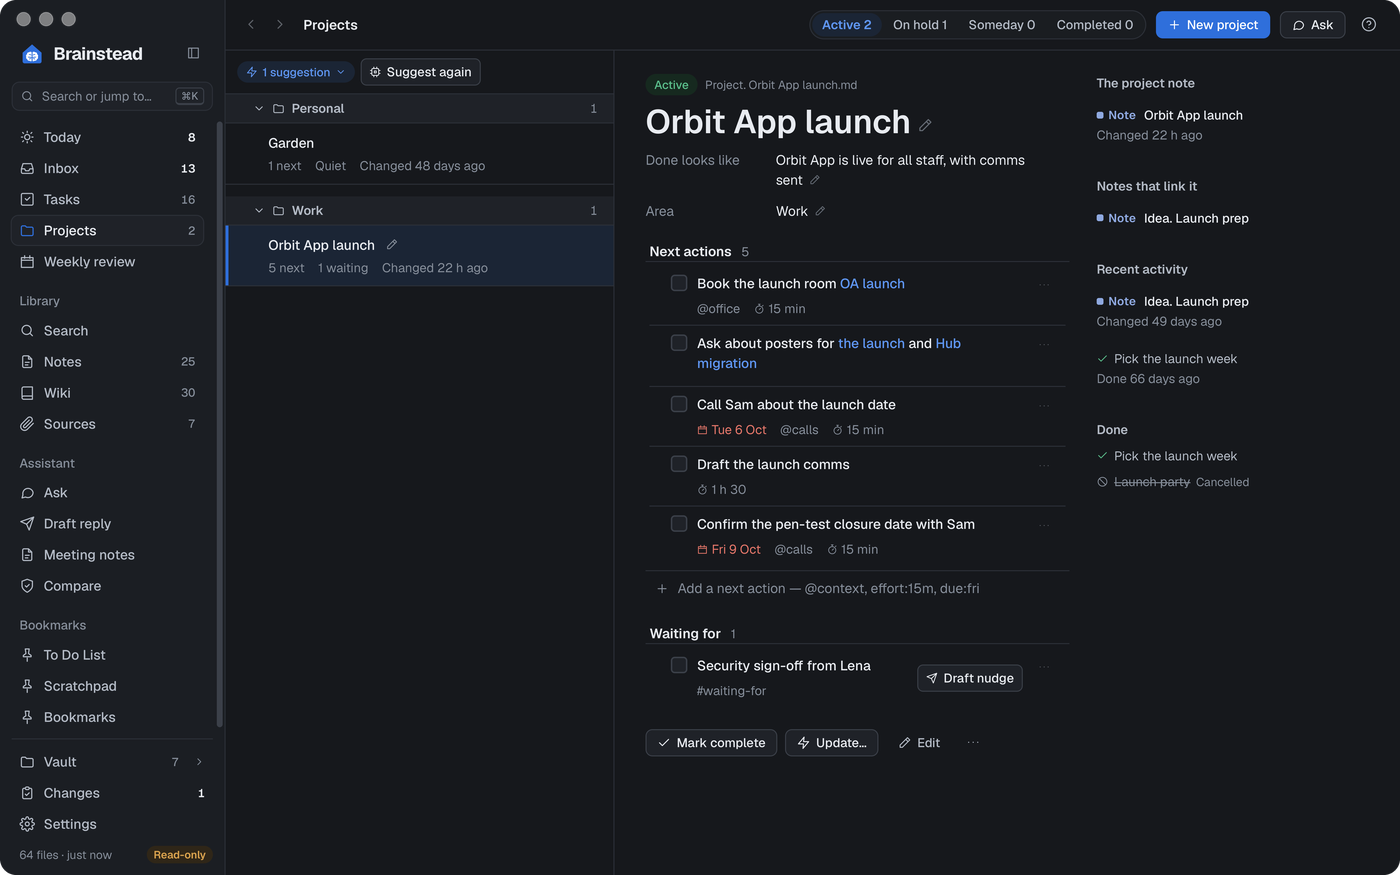 Brainstead
Search or jump to... ⌘K
Today 8
Inbox 13
Tasks 16
Projects 2
Weekly review
Library
Search
Notes 25
Wiki 30
Sources 7
Assistant
Ask
Draft reply
Meeting notes
Compare
Bookmarks
To Do List
Scratchpad
Bookmarks
Vault 7
Changes 1
Settings
64 files · just now Read-only
Projects
Active 2 On hold 1 Someday 0 Completed 0
New project
Ask
1 suggestion
Suggest again
Personal 1
Garden
1 next Quiet Changed 48 days ago
Work 1
Orbit App launch
5 next 1 waiting Changed 22 h ago
Active Project. Orbit App launch.md
Orbit App launch
Done looks like Orbit App is live for all staff, with comms
sent
Area Work
Next actions 5
Book the launch room OA launch
@office 15 min
Ask about posters for the launch and Hub
migration
Call Sam about the launch date
Tue 6 Oct @calls 15 min
Draft the launch comms
1 h 30
Confirm the pen-test closure date with Sam
Fri 9 Oct @calls 15 min
Add a next action — @context, effort:15m, due:fri
Waiting for 1
Security sign-off from Lena
#waiting-for
Draft nudge
Mark complete
Update...
Edit
The project note
Note Orbit App launch
Changed 22 h ago
Notes that link it
Note Idea. Launch prep
Recent activity
Note Idea. Launch prep
Changed 49 days ago
Pick the launch week
Done 66 days ago
Done
Pick the launch week
Launch party Cancelled